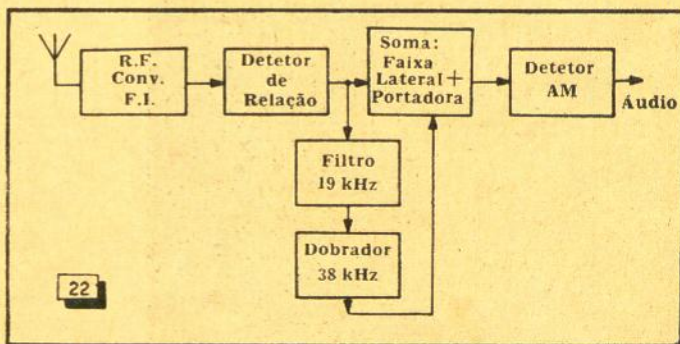 R.F.
Conv.
F.I.
Detetor
de
Relação
Soma:
Faixa
Lateral +
Portadora
Detetor
AM
Áudio
Filtro
19 kHz
Dobrador
38 kHz
22